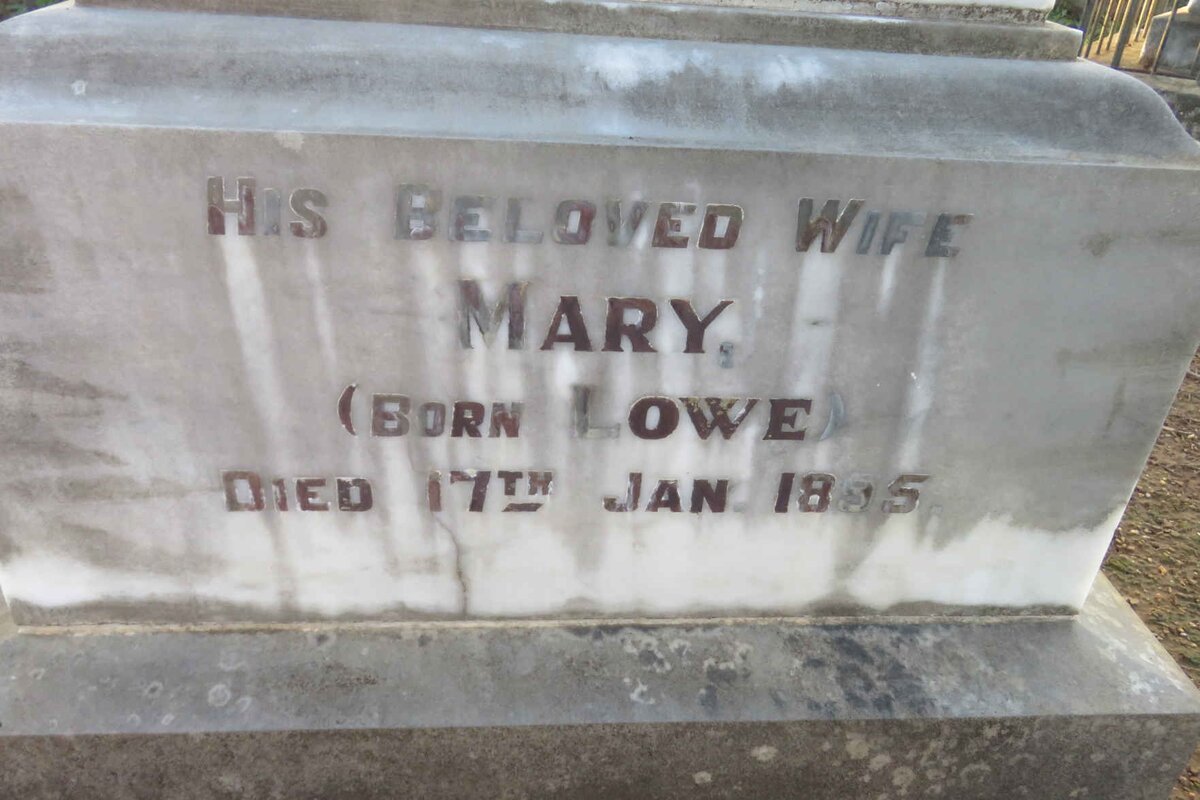 His Beloved Wife
Mary,
(Born Lowe)
Died 17th Jan. 1885.